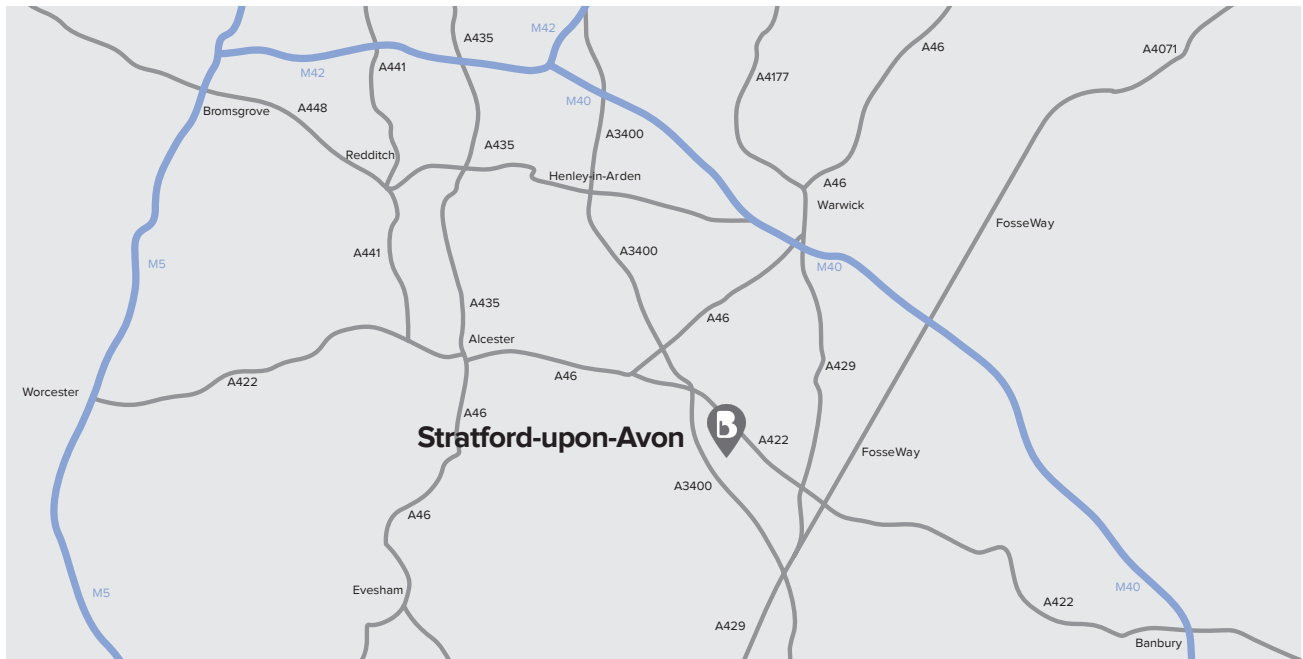 M42
A435
A46
A4071
M42
A441
A4177
M40
Bromsgrove
A448
A3400
A435
Redditch
Henley-in-Arden
A46
Warwick
FosseWay
A441
A3400
M5
M40
A435
A46
Alcester
A429
A46
A422
Worcester
A46
Stratford-upon-Avon
B
A422
FosseWay
A3400
A46
Evesham
M5
M40
A422
A429
Banbury